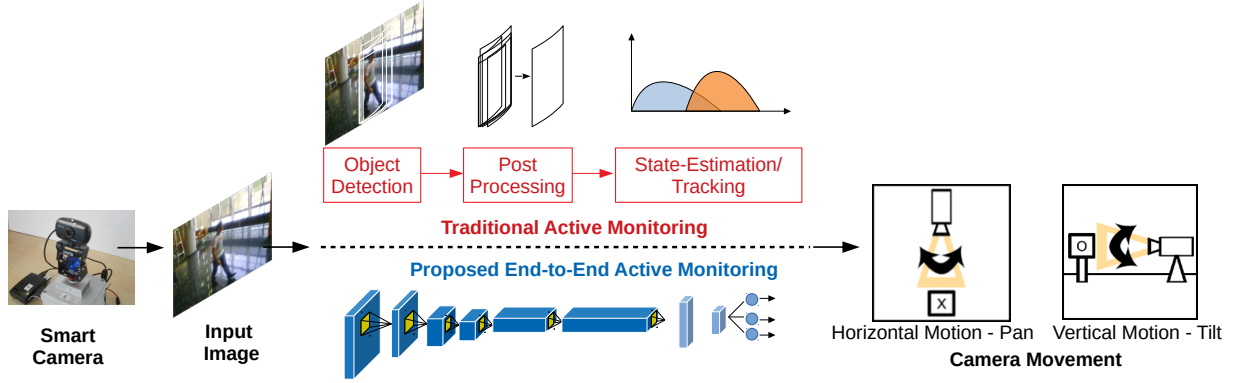 Object
Detection
Post
Processing
State-Estimation/
Tracking
Traditional Active Monitoring
Proposed End-to-End Active Monitoring
Smart
Camera
Input
Image
X
O
Horizontal Motion - Pan
Vertical Motion - Tilt
Camera Movement